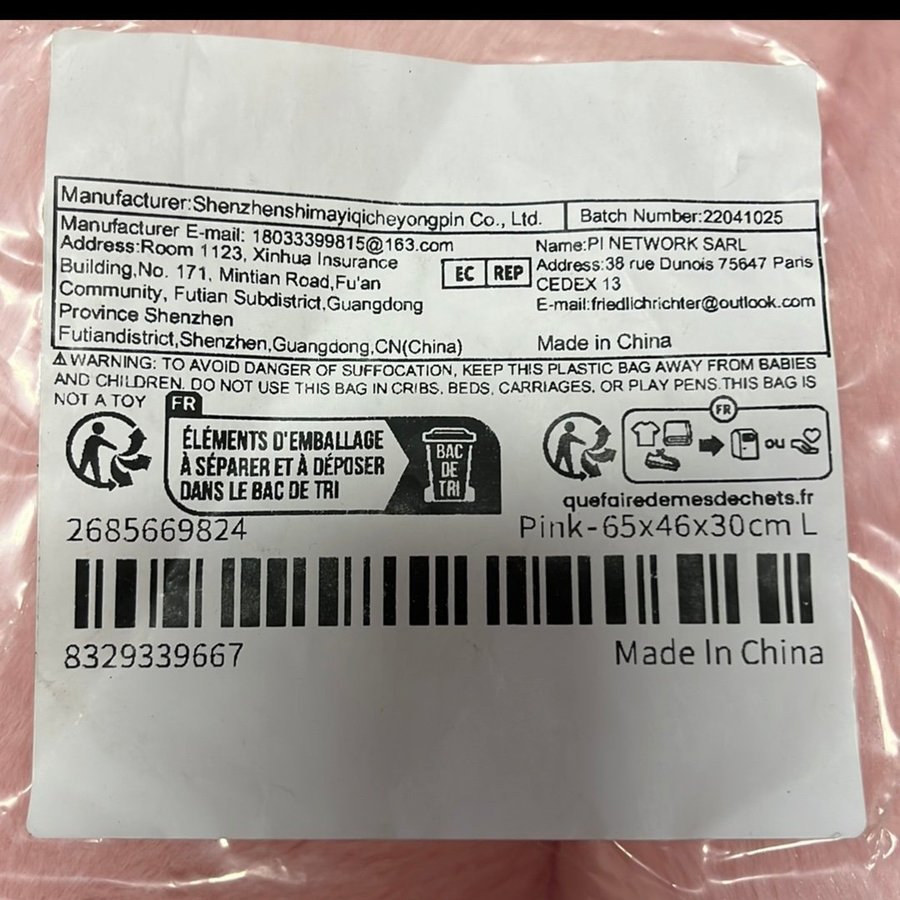 Manufacturer:Shenzhenshimayiqicheyongpin Co., Ltd.
Batch Number:22041025
Manufacturer E-mail: 18033399815@163.com
Address:Room 1123, Xinhua Insurance
Building,No. 171, Mintian Road,Fu'an
Community, Futian Subdistrict,Guangdong
Province Shenzhen
Futiandistrict,Shenzhen,Guangdong,CN(China)
EC REP
Name:PI NETWORK SARL
Address:38 rue Dunois 75647 Paris
CEDEX 13
E-mail:friedlichrichter@outlook.com
Made in China
WARNING: TO AVOID DANGER OF SUFFOCATION, KEEP THIS PLASTIC BAG AWAY FROM BABIES
AND CHILDREN. DO NOT USE THIS BAG IN CRIBS, BEDS, CARRIAGES, OR PLAY PENS.THIS BAG IS
NOT A TOY
FR
ÉLÉMENTS D'EMBALLAGE
À SÉPARER ET À DÉPOSER
DANS LE BAC DE TRI
BAC
DE
TRI
FR
OU
quefairedemesdechets.fr
2685669824
Pink-65x46x30cm L
8329339667
Made In China